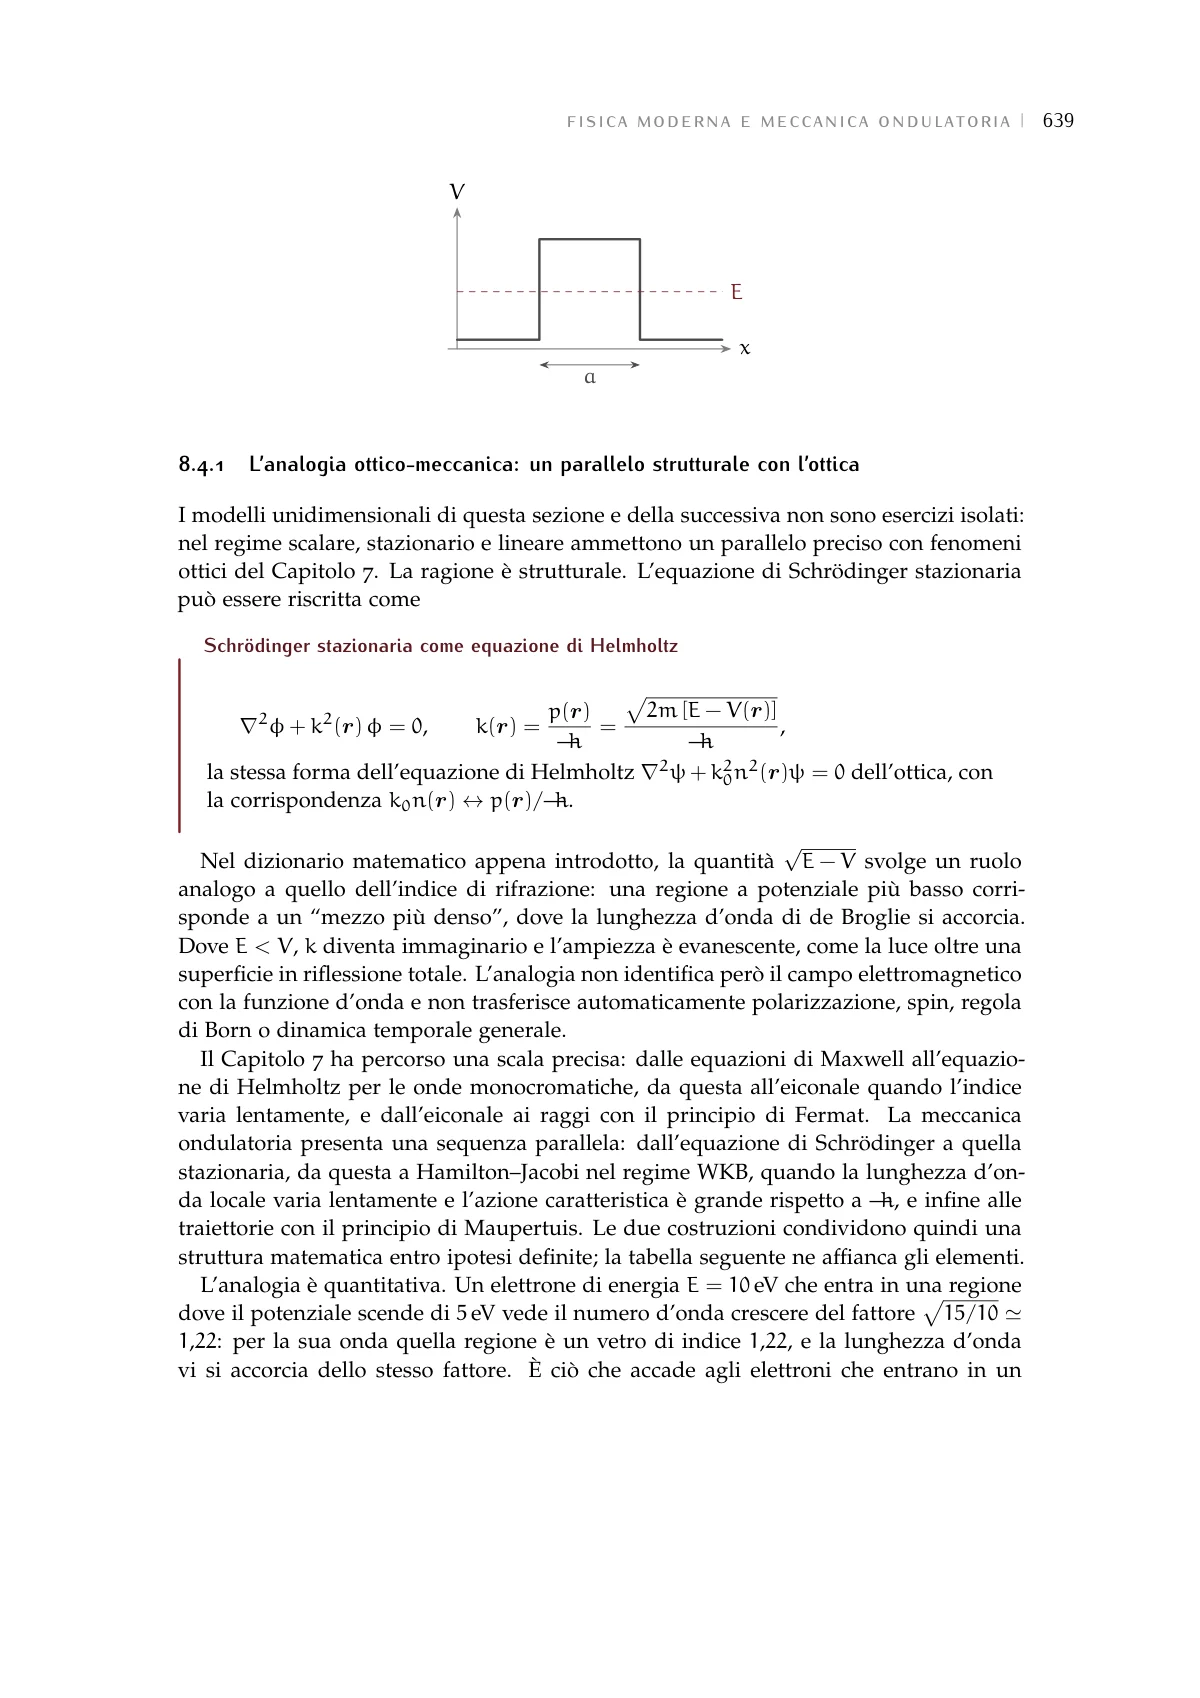 FISICA MODERNA E MECCANICA ONDULATORIA | 639
V
E
x
a
8.4.1 L'analogia ottico-meccanica: un parallelo strutturale con l'ottica
I modelli unidimensionali di questa sezione e della successiva non sono esercizi isolati:
nel regime scalare, stazionario e lineare ammettono un parallelo preciso con fenomeni
ottici del Capitolo 7. La ragione è strutturale. L'equazione di Schrödinger stazionaria
può essere riscritta come
Schrödinger stazionaria come equazione di Helmholtz
∇²ϕ + k²(r) ϕ = 0, k(r) = p(r)/ħ = √(2m [E − V(r)])/ħ,
la stessa forma dell'equazione di Helmholtz ∇²ψ + k₀²n²(r)ψ = 0 dell'ottica, con
la corrispondenza k₀n(r) ↔ p(r)/ħ.
Nel dizionario matematico appena introdotto, la quantità √(E − V) svolge un ruolo
analogo a quello dell'indice di rifrazione: una regione a potenziale più basso corri-
sponde a un “mezzo più denso”, dove la lunghezza d'onda di de Broglie si accorcia.
Dove E < V, k diventa immaginario e l'ampiezza è evanescente, come la luce oltre una
superficie in riflessione totale. L'analogia non identifica però il campo elettromagnetico
con la funzione d'onda e non trasferisce automaticamente polarizzazione, spin, regola
di Born o dinamica temporale generale.
Il Capitolo 7 ha percorso una scala precisa: dalle equazioni di Maxwell all'equazio-
ne di Helmholtz per le onde monocromatiche, da questa all'eiconale quando l'indice
varia lentamente, e dall'eiconale ai raggi con il principio di Fermat. La meccanica
ondulatoria presenta una sequenza parallela: dall'equazione di Schrödinger a quella
stazionaria, da questa a Hamilton–Jacobi nel regime WKB, quando la lunghezza d'on-
da locale varia lentamente e l'azione caratteristica è grande rispetto a ħ, e infine alle
traiettorie con il principio di Maupertuis. Le due costruzioni condividono quindi una
struttura matematica entro ipotesi definite; la tabella seguente ne affianca gli elementi.
L'analogia è quantitativa. Un elettrone di energia E = 10 eV che entra in una regione
dove il potenziale scende di 5 eV vede il numero d'onda crescere del fattore √(15/10) ≃
1,22: per la sua onda quella regione è un vetro di indice 1,22, e la lunghezza d'onda
vi si accorcia dello stesso fattore. È ciò che accade agli elettroni che entrano in un